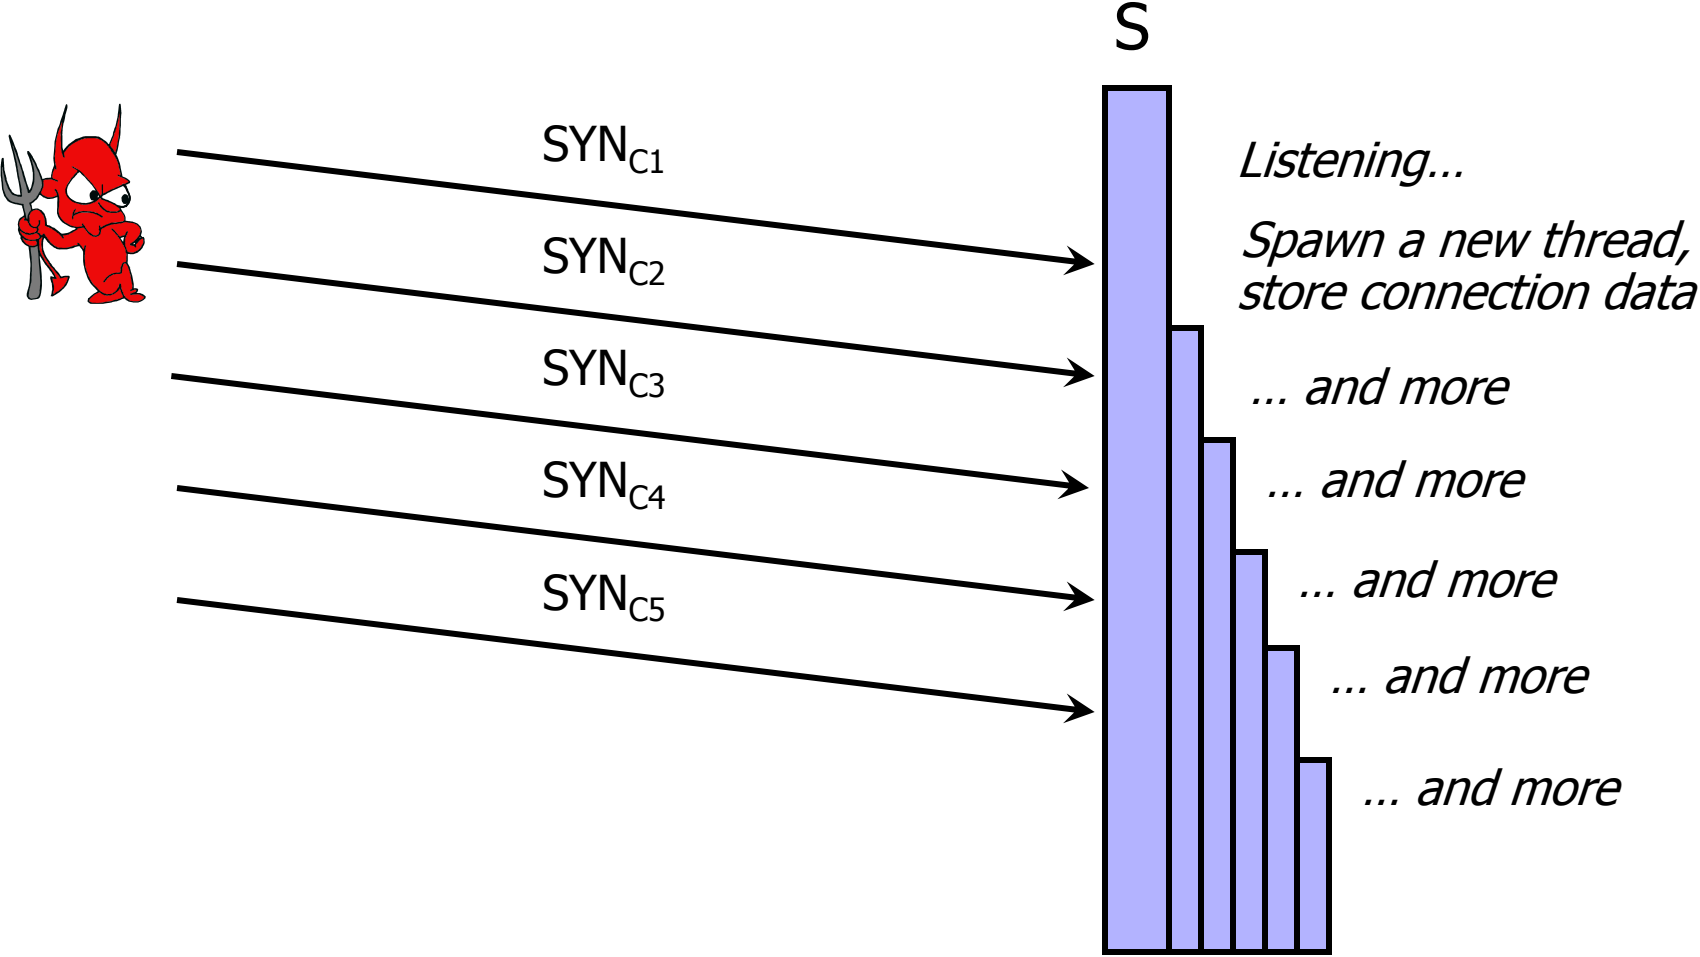 S
SYNC1
Listening...
SYNC2
Spawn a new thread,
store connection data
SYNC3
... and more
SYNC4
... and more
SYNC5
... and more
... and more
... and more